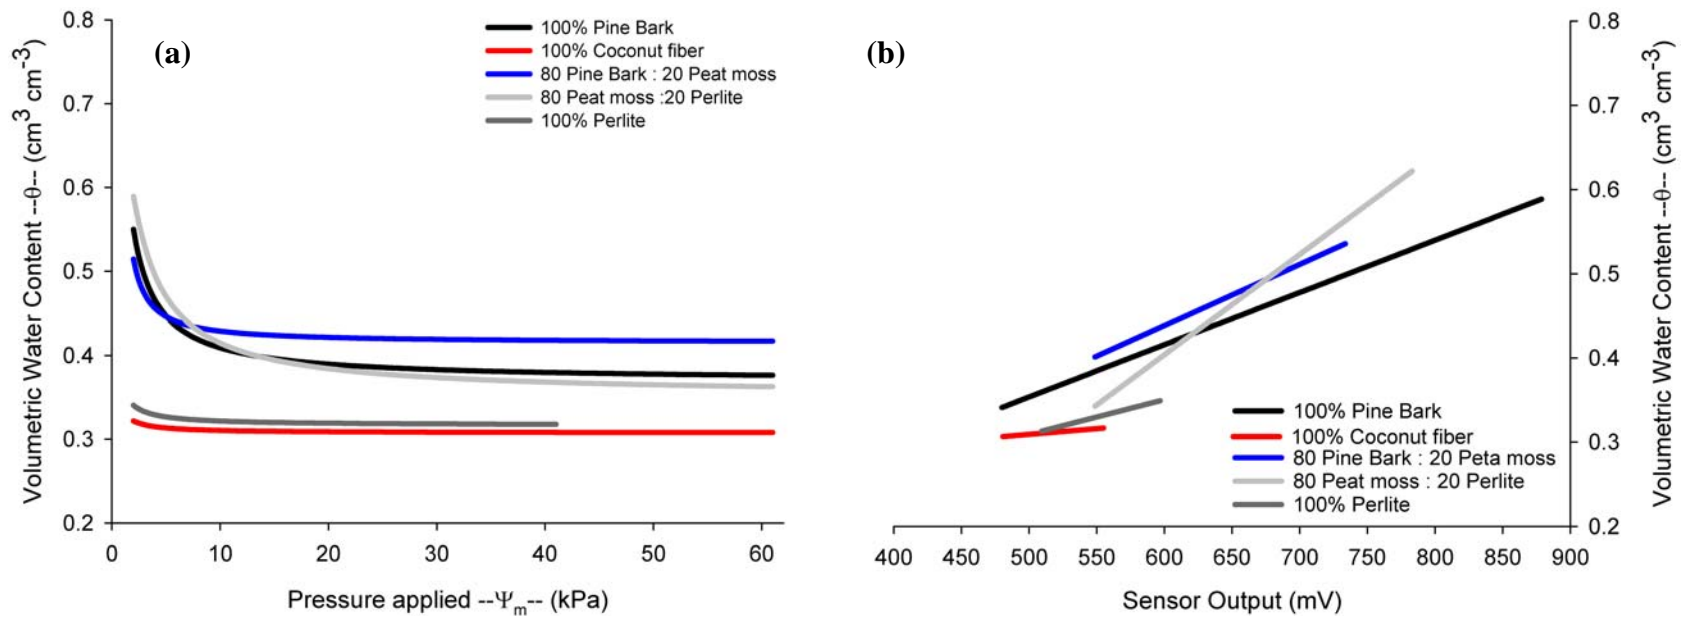 (a)
Volumetric Water Content --θ-- (cm³ cm⁻³)
0.8
0.7
0.6
0.5
0.4
0.3
0.2
0 10 20 30 40 50 60
Pressure applied --Ψₘ-- (kPa)
100% Pine Bark
100% Coconut fiber
80 Pine Bark : 20 Peat moss
80 Peat moss :20 Perlite
100% Perlite
(b)
0.8
0.7
0.6
0.5
0.4
0.3
0.2
Volumetric Water Content --θ-- (cm³ cm⁻³)
100% Pine Bark
100% Coconut fiber
80 Pine Bark : 20 Peta moss
80 Peat moss : 20 Perlite
100% Perlite
400 450 500 550 600 650 700 750 800 850 900
Sensor Output (mV)